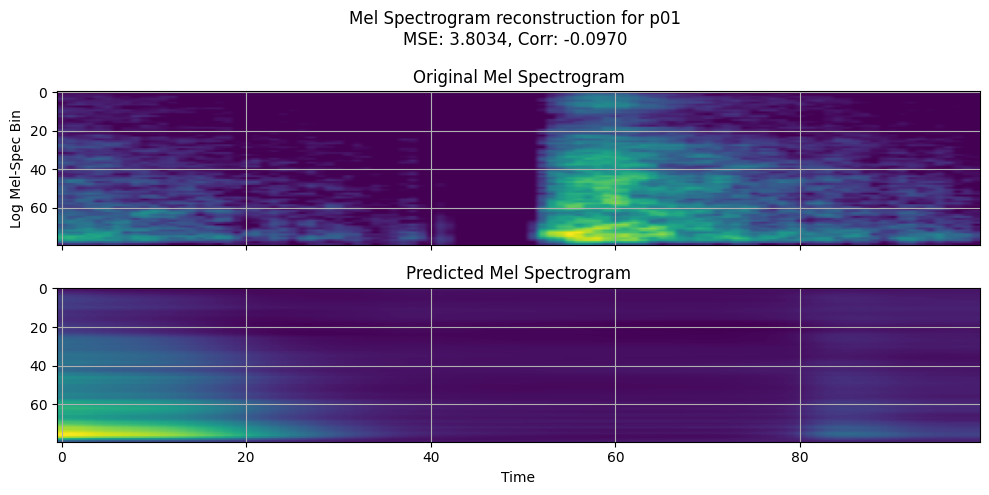 Mel Spectrogram reconstruction for p01
MSE: 3.8034, Corr: -0.0970
Original Mel Spectrogram
Log Mel-Spec Bin
0
20
40
60
Predicted Mel Spectrogram
0
20
40
60
0 20 40 60 80
Time